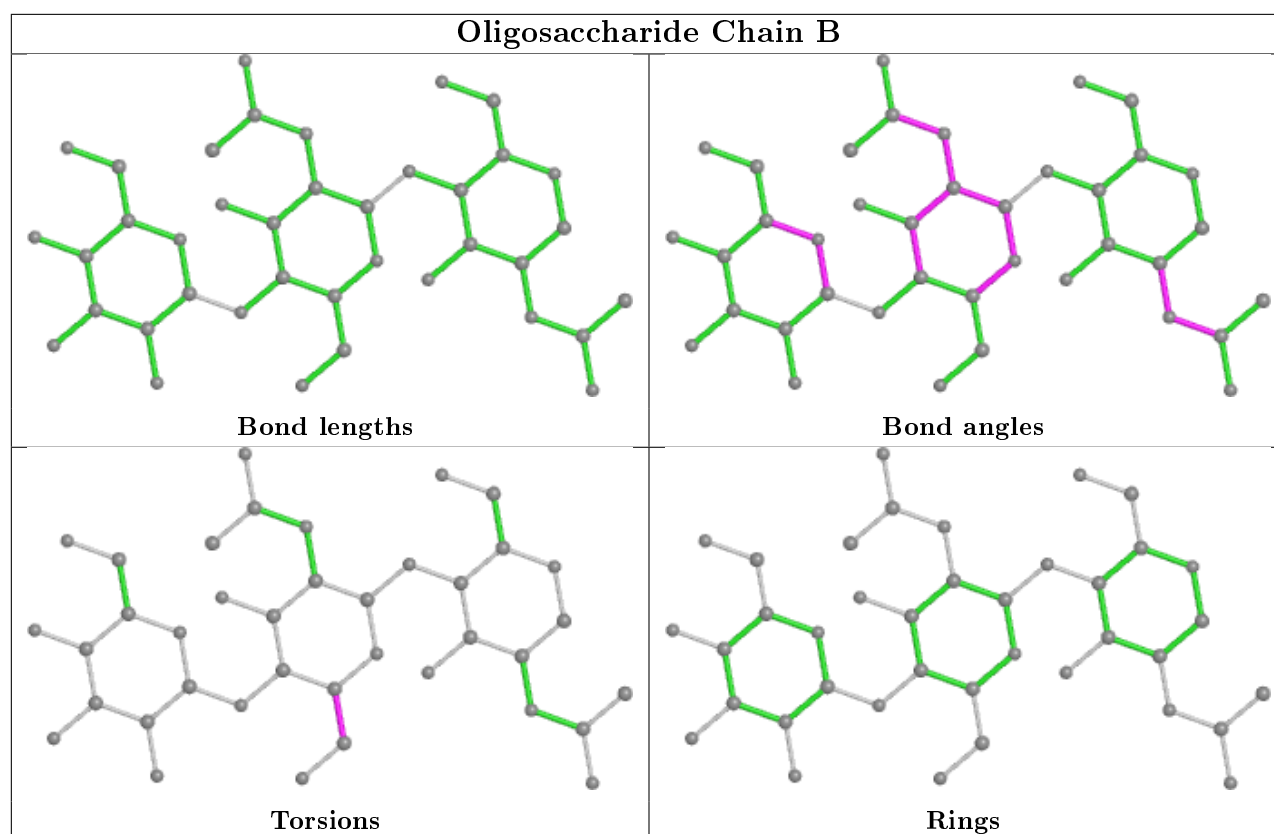 Oligosaccharide Chain B
Bond lengths
Bond angles
Torsions
Rings